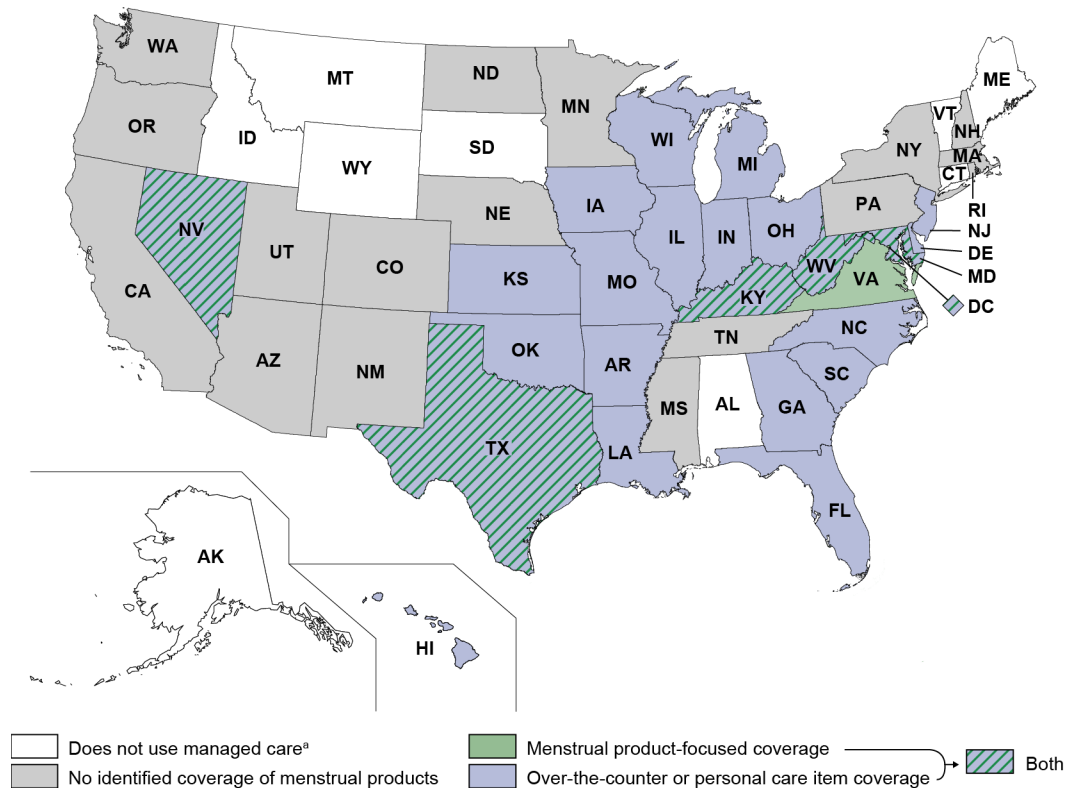 WA
MT
ND
MN
ME
VT
NH
OR
ID
SD
WI
NY
MA
CT
WY
MI
IA
NE
PA
RI
NJ
NV
UT
CO
IL
IN
OH
DE
KS
MO
WV
VA
MD
CA
KY
DC
AZ
NM
OK
AR
TN
NC
SC
MS
AL
GA
TX
LA
FL
AK
HI
Does not use managed careᵃ
No identified coverage of menstrual products
Menstrual product-focused coverage
Over-the-counter or personal care item coverage
Both